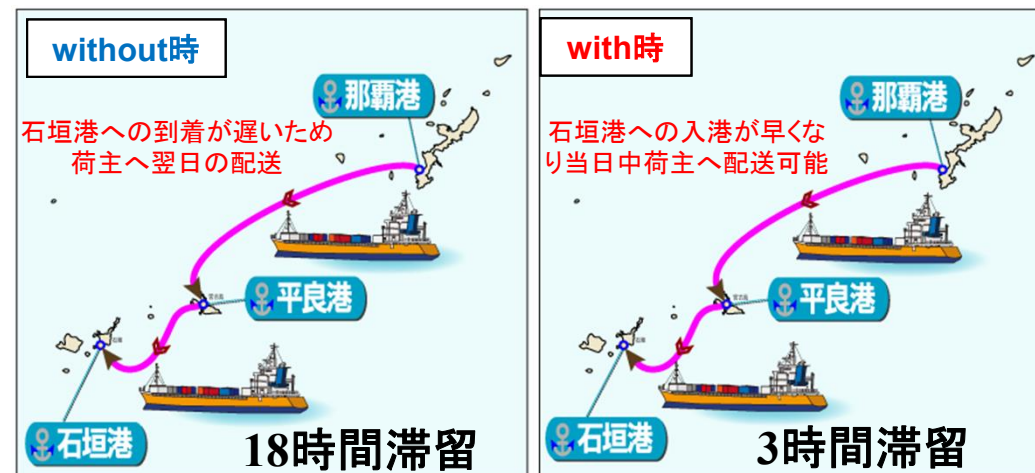 without時
那覇港
石垣港への到着が遅いため
荷主へ翌日の配送
平良港
石垣港
18時間滞留
with時
那覇港
石垣港への入港が早くな
り当日中荷主へ配送可能
平良港
石垣港
3時間滞留